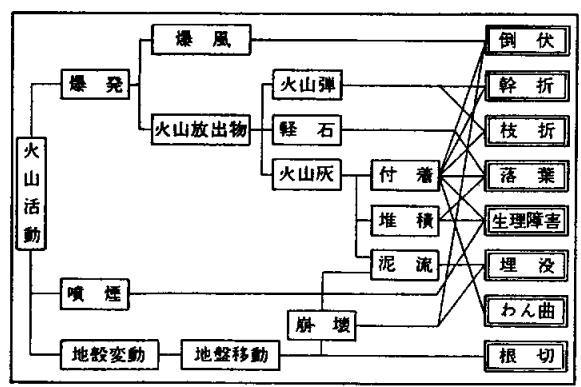 爆風
倒伏
爆発
火山弾
幹折
火山放出物
軽石
枝折
火山灰
付着
落葉
火山活動
堆積
生理障害
泥流
埋没
噴煙
崩壊
わん曲
地殻変動
地盤移動
根切